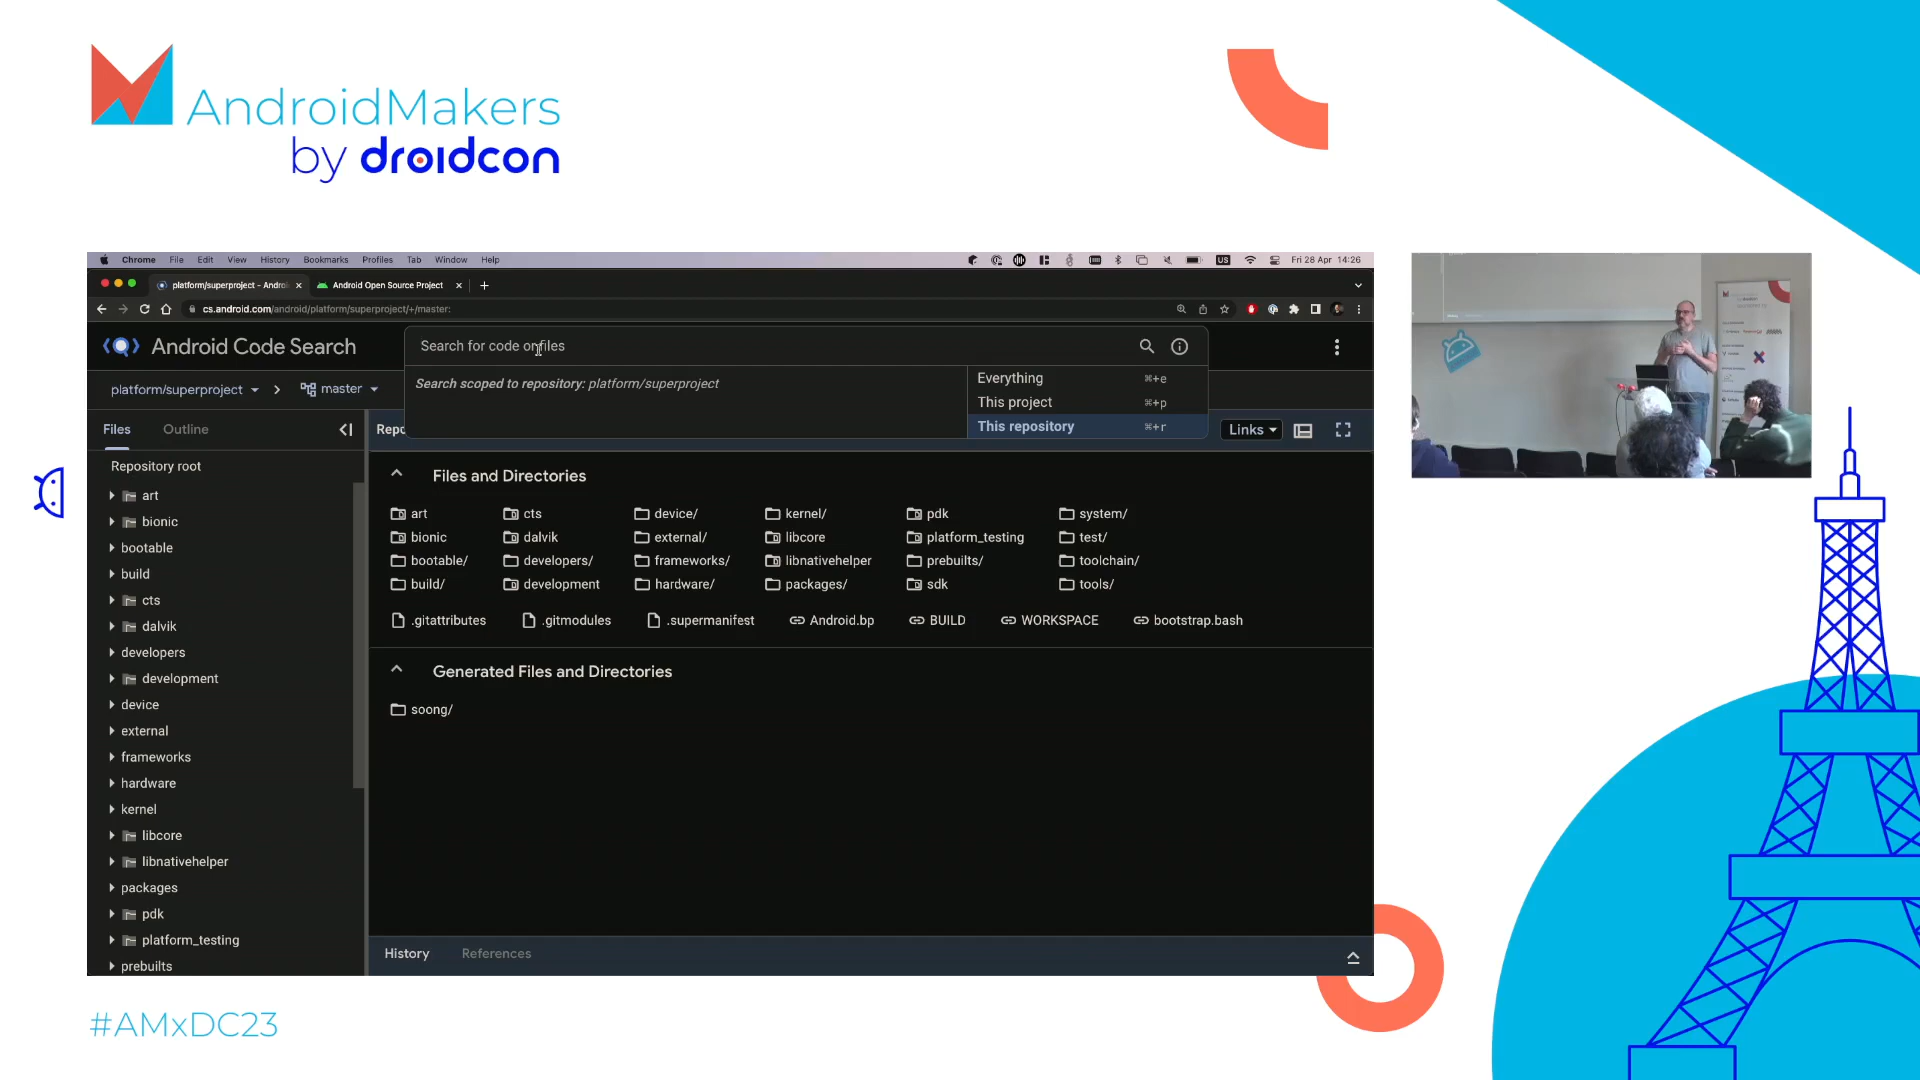 AndroidMakers
by droidcon
Chrome File Edit View History Bookmarks Profiles Tab Window Help US Fri 28 Apr 14:26
platform/superproject - Androi Android Open Source Project
cs.android.com/android/platform/superproject/+/master:
Android Code Search
Search for code or files
Search scoped to repository: platform/superproject
Everything ⌘+e
This project ⌘+p
This repository ⌘+r
platform/superproject master
Files Outline
Repo
Links
Repository root
art
bionic
bootable
build
cts
dalvik
developers
development
device
external
frameworks
hardware
kernel
libcore
libnativehelper
packages
pdk
platform_testing
prebuilts
Files and Directories
art cts device/ kernel/ pdk system/
bionic dalvik external/ libcore platform_testing test/
bootable/ developers/ frameworks/ libnativehelper prebuilts/ toolchain/
build/ development hardware/ packages/ sdk tools/
.gitattributes .gitmodules .supermanifest Android.bp BUILD WORKSPACE bootstrap.bash
Generated Files and Directories
soong/
History References
#AMxDC23